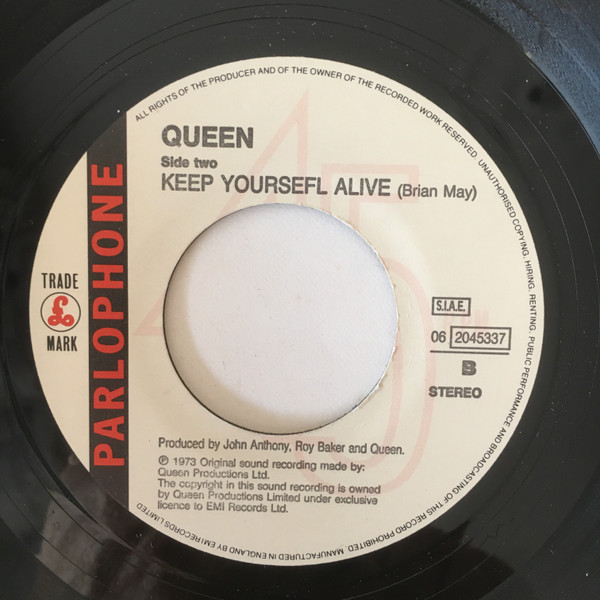 ALL RIGHTS OF THE PRODUCER AND OF THE OWNER OF THE RECORDED WORK RESERVED. UNAUTHORISED COPYING, HIRING, RENTING, PUBLIC PERFORMANCE AND BROADCASTING OF THIS RECORD PROHIBITED. MANUFACTURED IN ENGLAND BY EMI RECORDS LIMITED
QUEEN
Side two
KEEP YOURSEFL ALIVE (Brian May)
PARLOPHONE
TRADE
£
MARK
45
S.I.A.E.
06 2045337
B
STEREO
Produced by John Anthony, Roy Baker and Queen.
℗ 1973 Original sound recording made by:
Queen Productions Ltd.
The copyright in this sound recording is owned
by Queen Productions Limited under exclusive
licence to EMI Records Ltd.